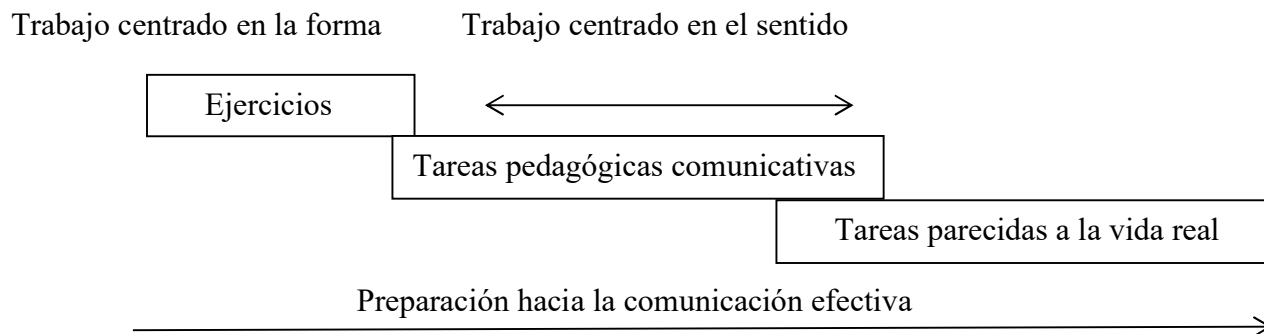 Trabajo centrado en la forma
Trabajo centrado en el sentido
Ejercicios
Tareas pedagógicas comunicativas
Tareas parecidas a la vida real
Preparación hacia la comunicación efectiva